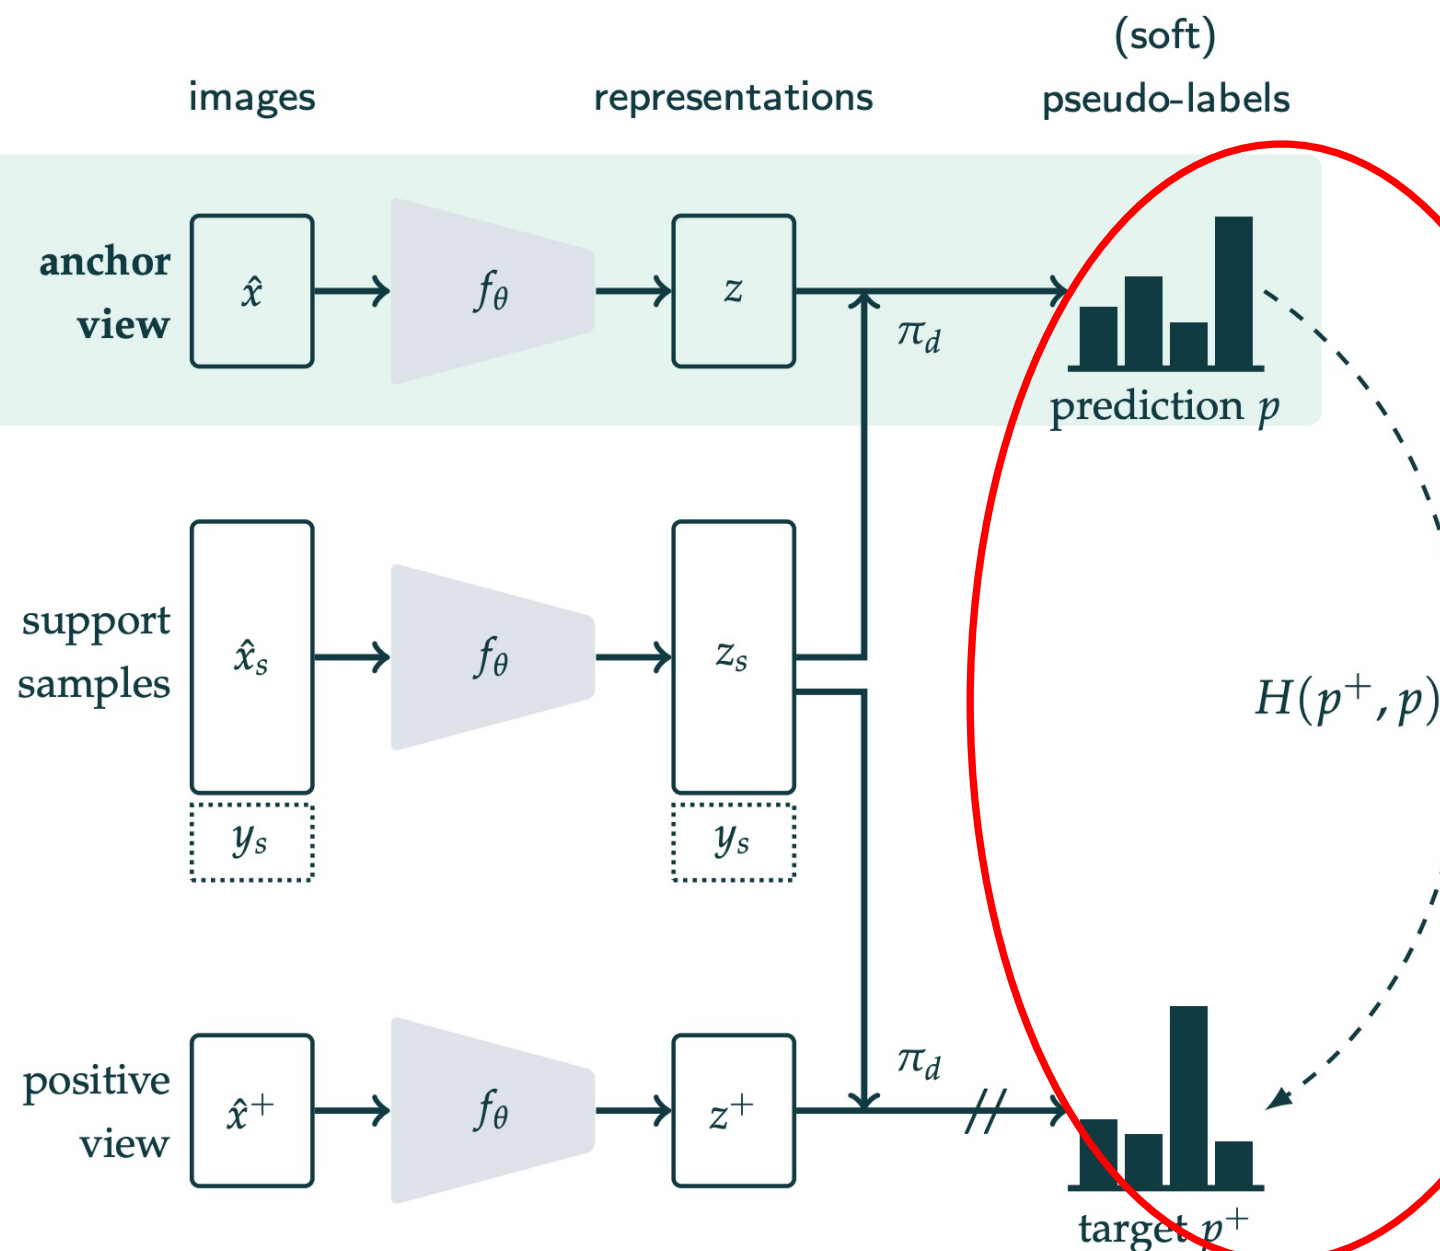 (soft)
images representations pseudo-labels
anchor
view
x̂
f_θ
z
π_d
prediction p
support
samples
x̂_s
f_θ
z_s
H(p⁺, p)
y_s
y_s
positive
view
x̂⁺
f_θ
z⁺
π_d
//
target p⁺